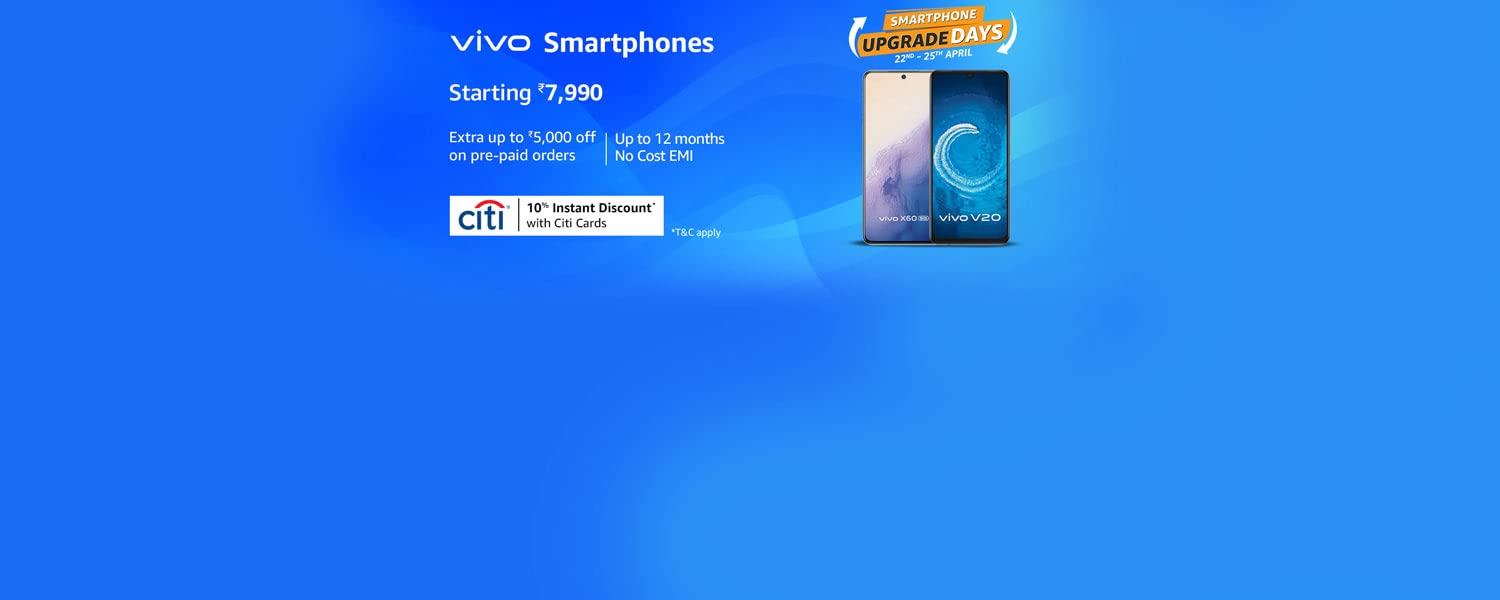 vivo Smartphones
SMARTPHONE
UPGRADE DAYS
22ND - 25TH APRIL
Starting ₹7,990
Extra up to ₹5,000 off
on pre-paid orders
Up to 12 months
No Cost EMI
citi®
10% Instant Discount*
with Citi Cards
*T&C apply
vivo X60 5G
vivo V20